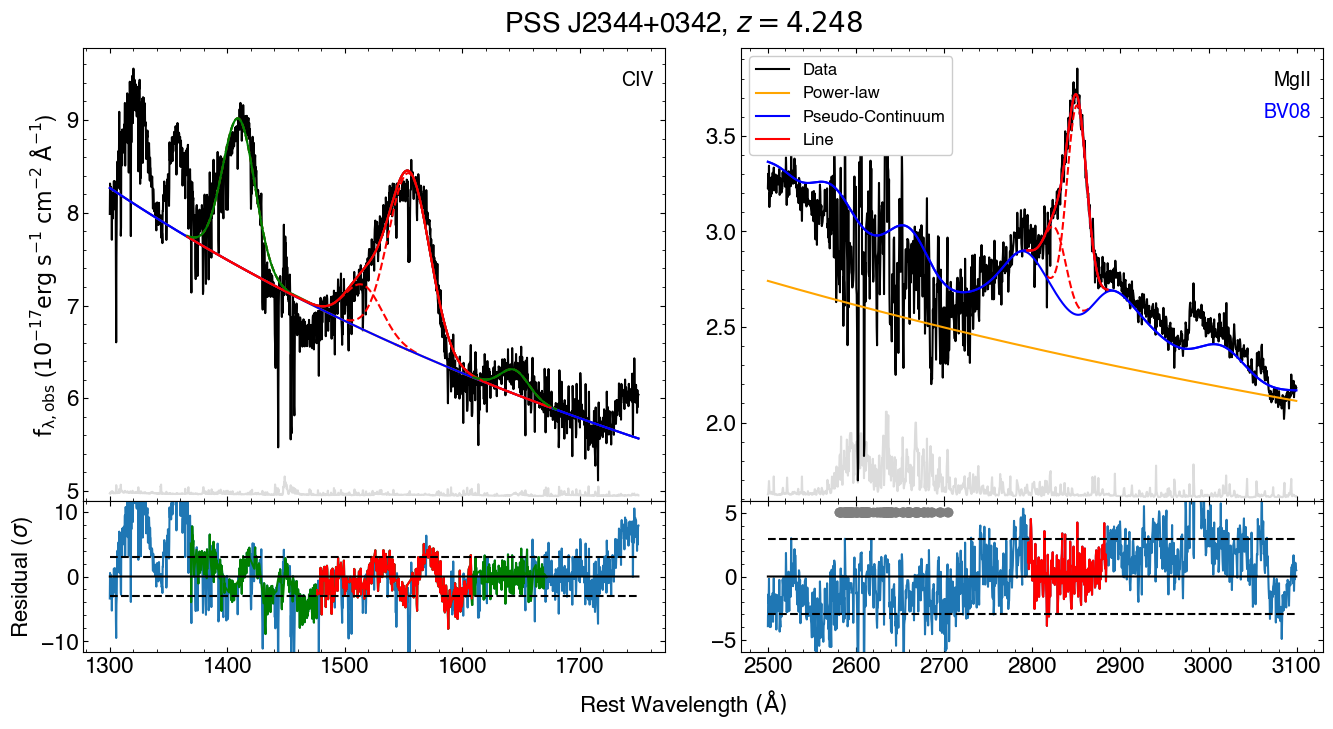 PSS J2344+0342, z = 4.248
CIV
9
8
7
6
5
f_λ, obs (10⁻¹⁷erg s⁻¹ cm⁻² Å⁻¹)
Data
Power-law
Pseudo-Continuum
Line
MgII
BV08
3.5
3.0
2.5
2.0
10
0
−10
Residual (σ)
5
0
−5
1300 1400 1500 1600 1700
2500 2600 2700 2800 2900 3000 3100
Rest Wavelength (Å)